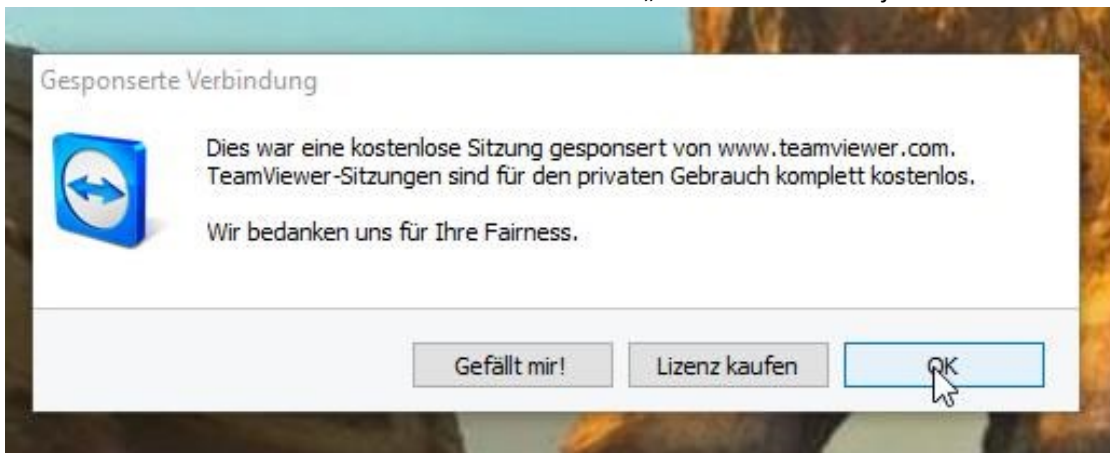 Gesponserte Verbindung
Dies war eine kostenlose Sitzung gesponsert von www.teamviewer.com.
TeamViewer-Sitzungen sind für den privaten Gebrauch komplett kostenlos.
Wir bedanken uns für Ihre Fairness.
Gefällt mir!
Lizenz kaufen
OK